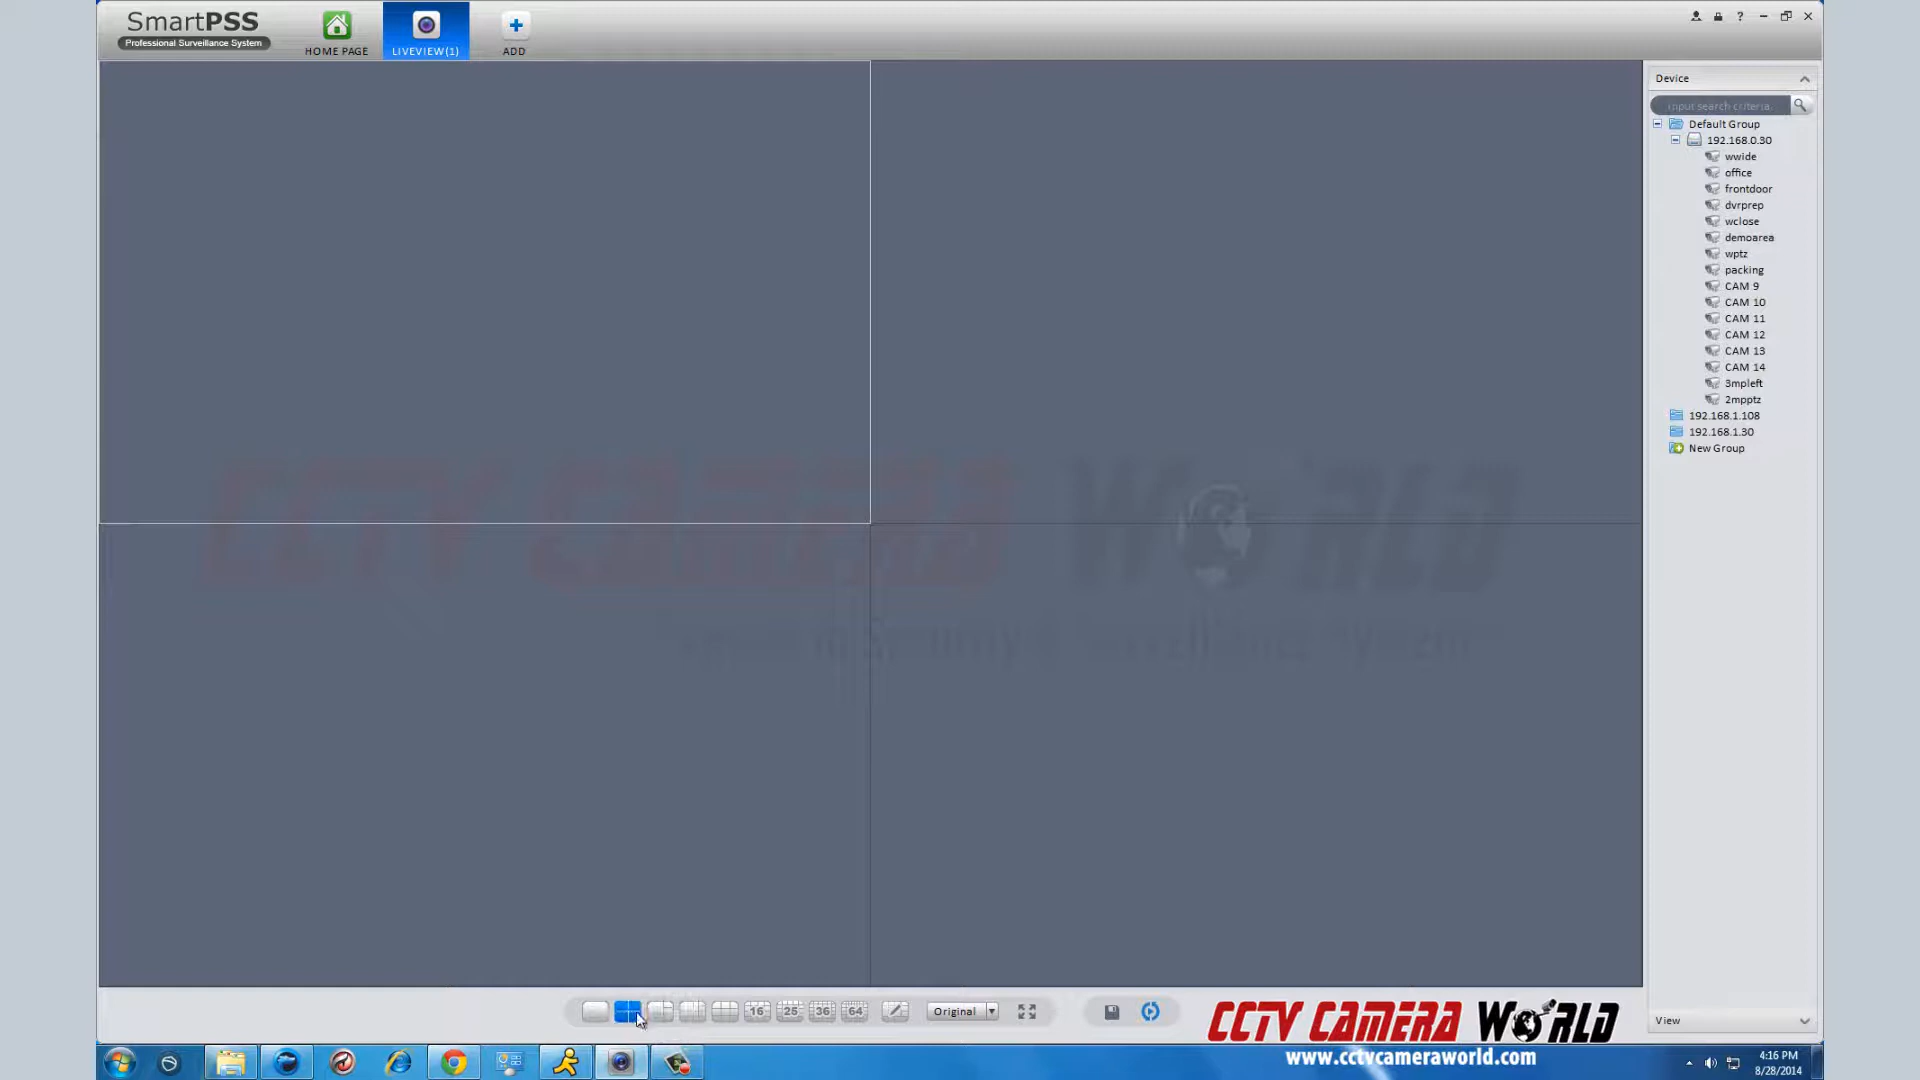 SmartPSS
Professional Surveillance System
HOME PAGE
LIVEVIEW(1)
ADD
?
Device
Input search criteria.
Default Group
192.168.0.30
wwide
office
frontdoor
dvrprep
wclose
demoarea
wptz
packing
CAM 9
CAM 10
CAM 11
CAM 12
CAM 13
CAM 14
3mpleft
2mpptz
192.168.1.108
192.168.1.30
New Group
CCTV CAMERA WORLD
16
25
36
64
Original
CCTV CAMERA WORLD
www.cctvcameraworld.com
View
4:16 PM
8/28/2014